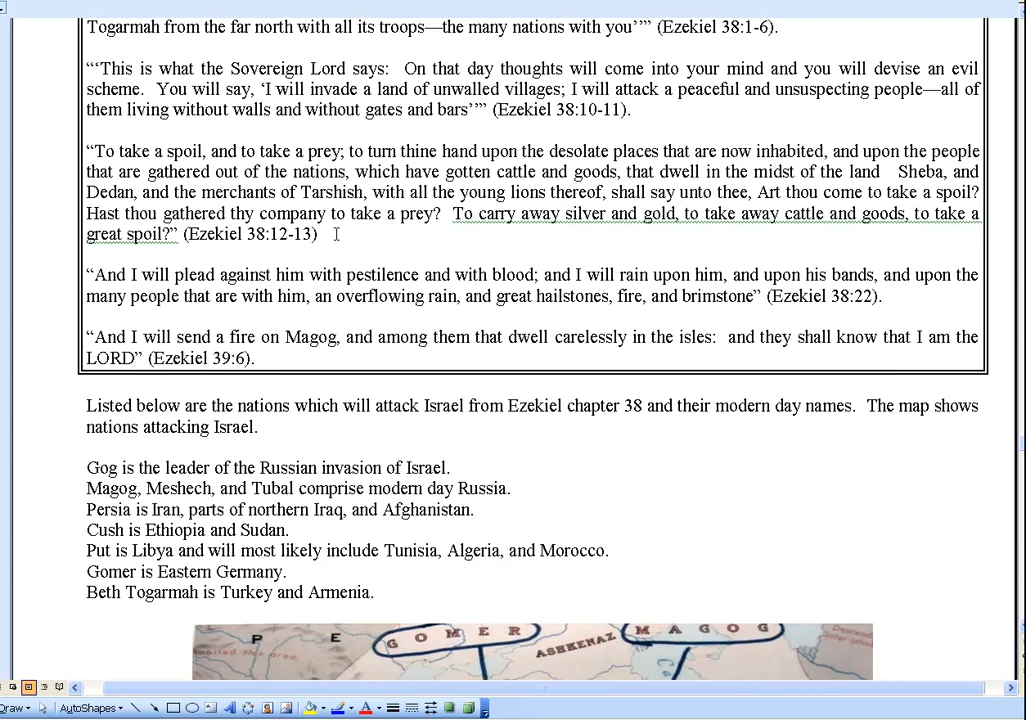 Togarmah from the far north with all its troops—the many nations with you’”” (Ezekiel 38:1-6).
“‘This is what the Sovereign Lord says:  On that day thoughts will come into your mind and you will devise an evil
scheme.  You will say, ‘I will invade a land of unwalled villages; I will attack a peaceful and unsuspecting people—all of
them living without walls and without gates and bars’”” (Ezekiel 38:10-11).
“To take a spoil, and to take a prey; to turn thine hand upon the desolate places that are now inhabited, and upon the people
that are gathered out of the nations, which have gotten cattle and goods, that dwell in the midst of the land   Sheba, and
Dedan, and the merchants of Tarshish, with all the young lions thereof, shall say unto thee, Art thou come to take a spoil?
Hast thou gathered thy company to take a prey?  To carry away silver and gold, to take away cattle and goods, to take a
great spoil?” (Ezekiel 38:12-13)
“And I will plead against him with pestilence and with blood; and I will rain upon him, and upon his bands, and upon the
many people that are with him, an overflowing rain, and great hailstones, fire, and brimstone” (Ezekiel 38:22).
“And I will send a fire on Magog, and among them that dwell carelessly in the isles:  and they shall know that I am the
LORD” (Ezekiel 39:6).
Listed below are the nations which will attack Israel from Ezekiel chapter 38 and their modern day names.  The map shows
nations attacking Israel.
Gog is the leader of the Russian invasion of Israel.
Magog, Meshech, and Tubal comprise modern day Russia.
Persia is Iran, parts of northern Iraq, and Afghanistan.
Cush is Ethiopia and Sudan.
Put is Libya and will most likely include Tunisia, Algeria, and Morocco.
Gomer is Eastern Germany.
Beth Togarmah is Turkey and Armenia.
P E GOMER ASHKENAZ MAGOG
this area.
Draw AutoShapes